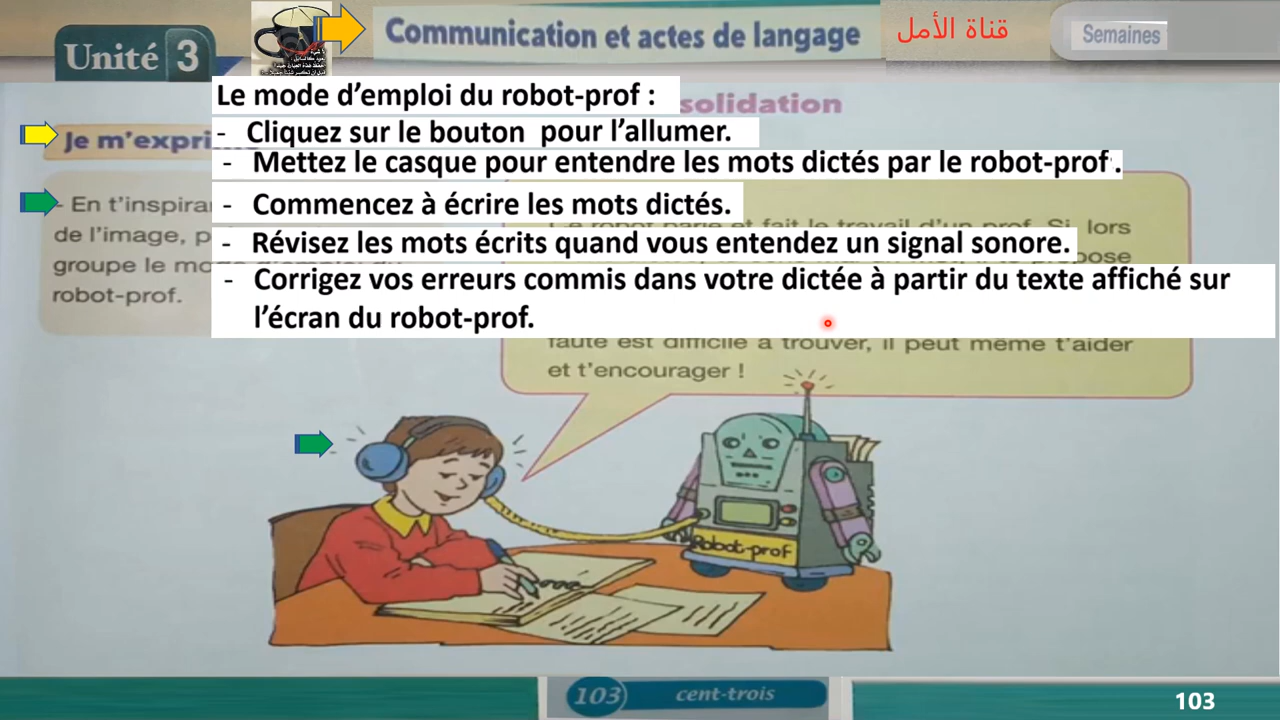 Unité 3
Communication et actes de langage
قناة الأمل
Semaines
Le mode d’emploi du robot-prof :
solidation
- Cliquez sur le bouton pour l’allumer.
Je m’expri
- Mettez le casque pour entendre les mots dictés par le robot-prof .
- En t’inspira
- Commencez à écrire les mots dictés.
lors
de l’image, p
- Révisez les mots écrits quand vous entendez un signal sonore.
groupe le mo
- Corrigez vos erreurs commis dans votre dictée à partir du texte affiché sur
robot-prof.
l’écran du robot-prof.
faute est difficile à trouver, il peut même t’aider
et t’encourager !
Robot-prof
103 cent-trois
103